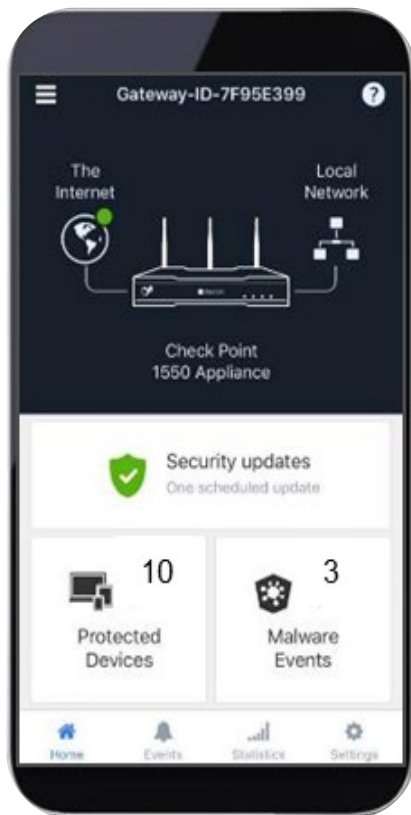 Gateway-ID-7F95E399
?
The
Internet
Local
Network
Check Point
1550 Appliance
Security updates
One scheduled update
10
Protected
Devices
3
Malware
Events
Home
Events
Statistics
Settings